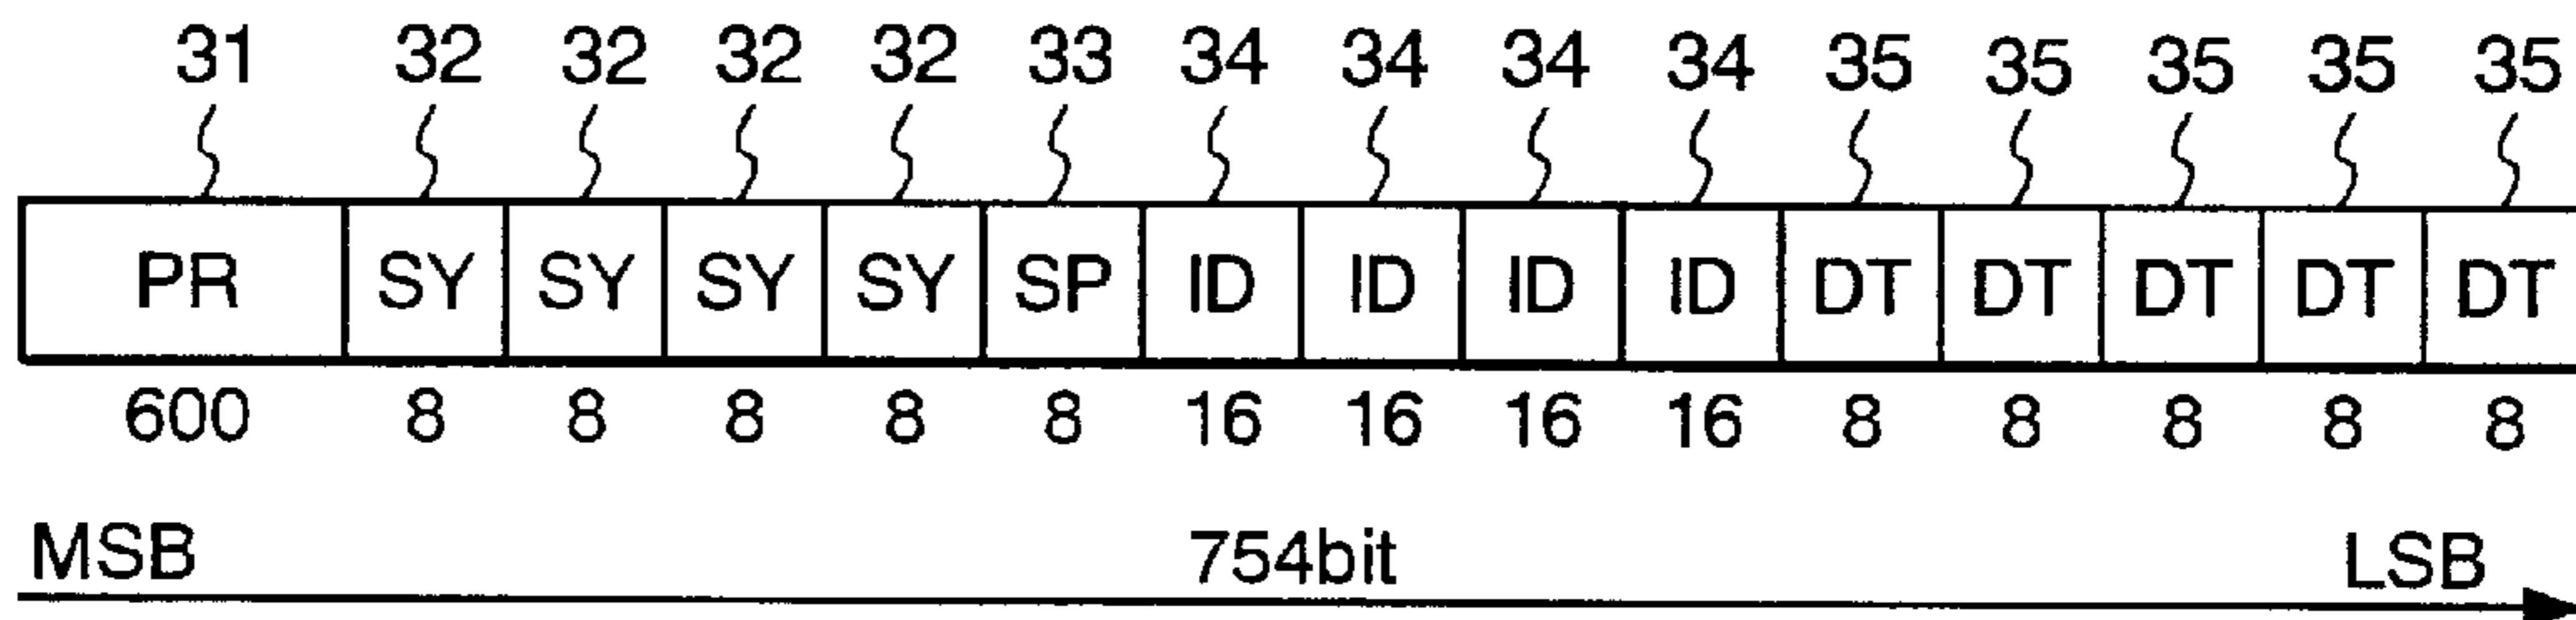 31 32 32 32 32 33 34 34 34 34 35 35 35 35 35
PR SY SY SY SY SP ID ID ID ID DT DT DT DT DT
600 8 8 8 8 8 16 16 16 16 8 8 8 8 8
MSB 754bit LSB